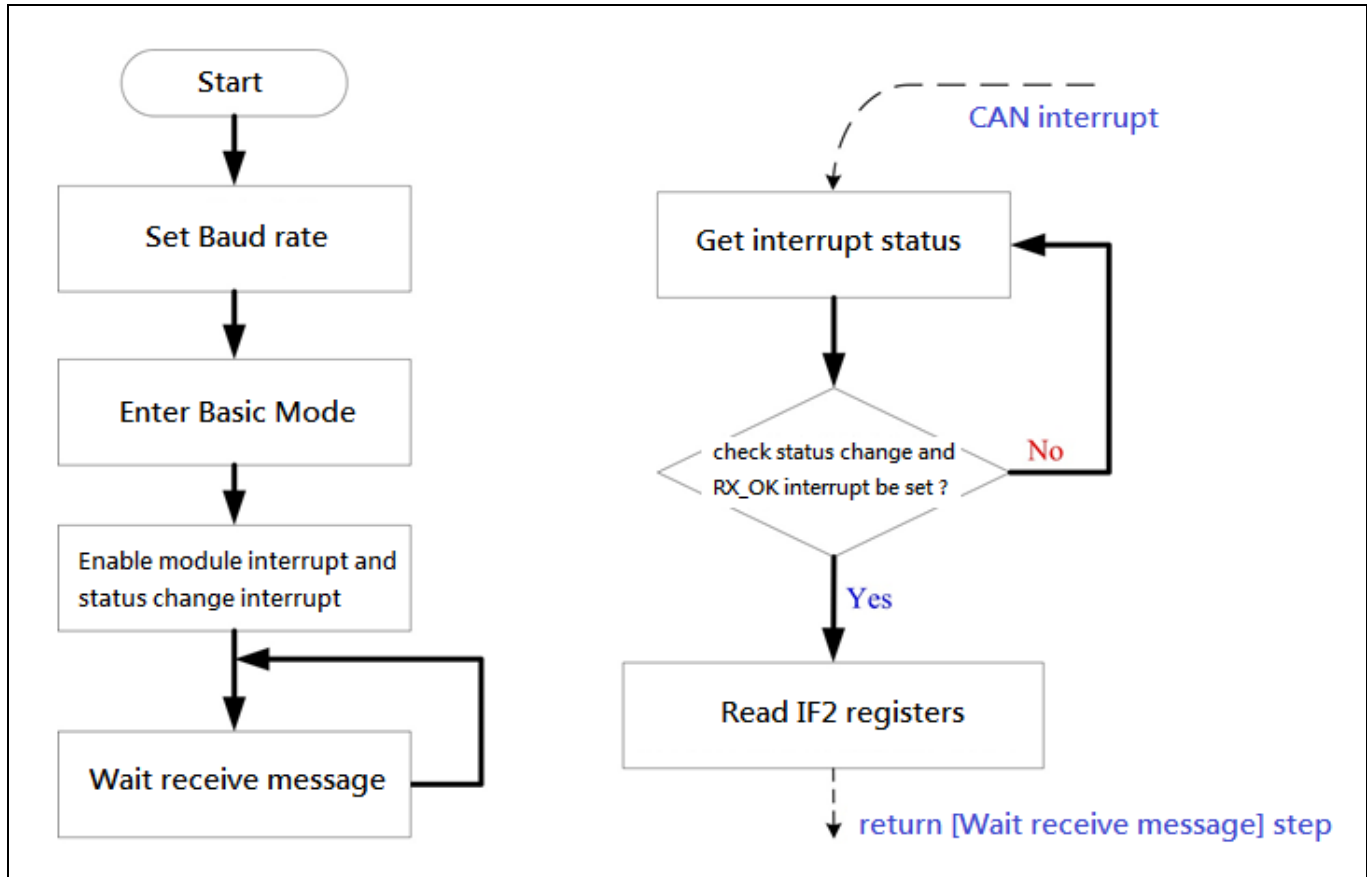 Start
Set Baud rate
Enter Basic Mode
Enable module interrupt and
status change interrupt
Wait receive message
CAN interrupt
Get interrupt status
check status change and
RX_OK interrupt be set ?
No
Yes
Read IF2 registers
return [Wait receive message] step